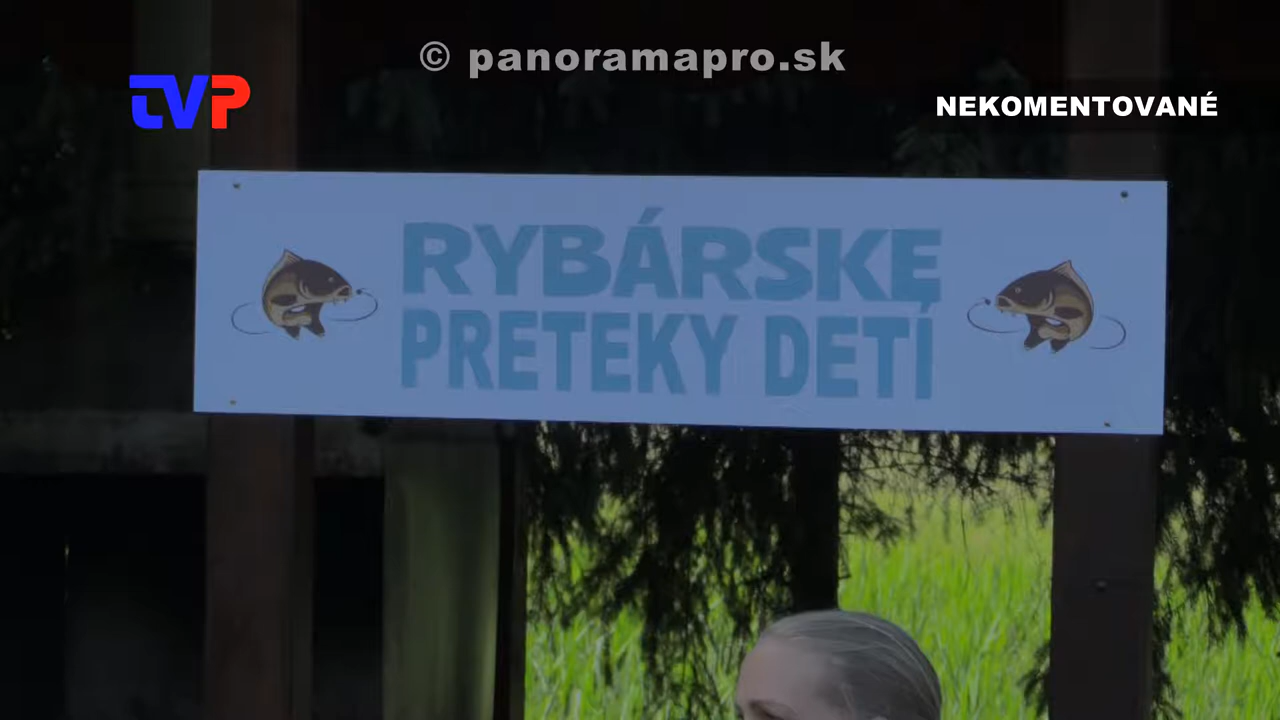 © panoramapro.sk
TVP
NEKOMENTOVANÉ
RYBÁRSKE
PRETEKY DETÍ